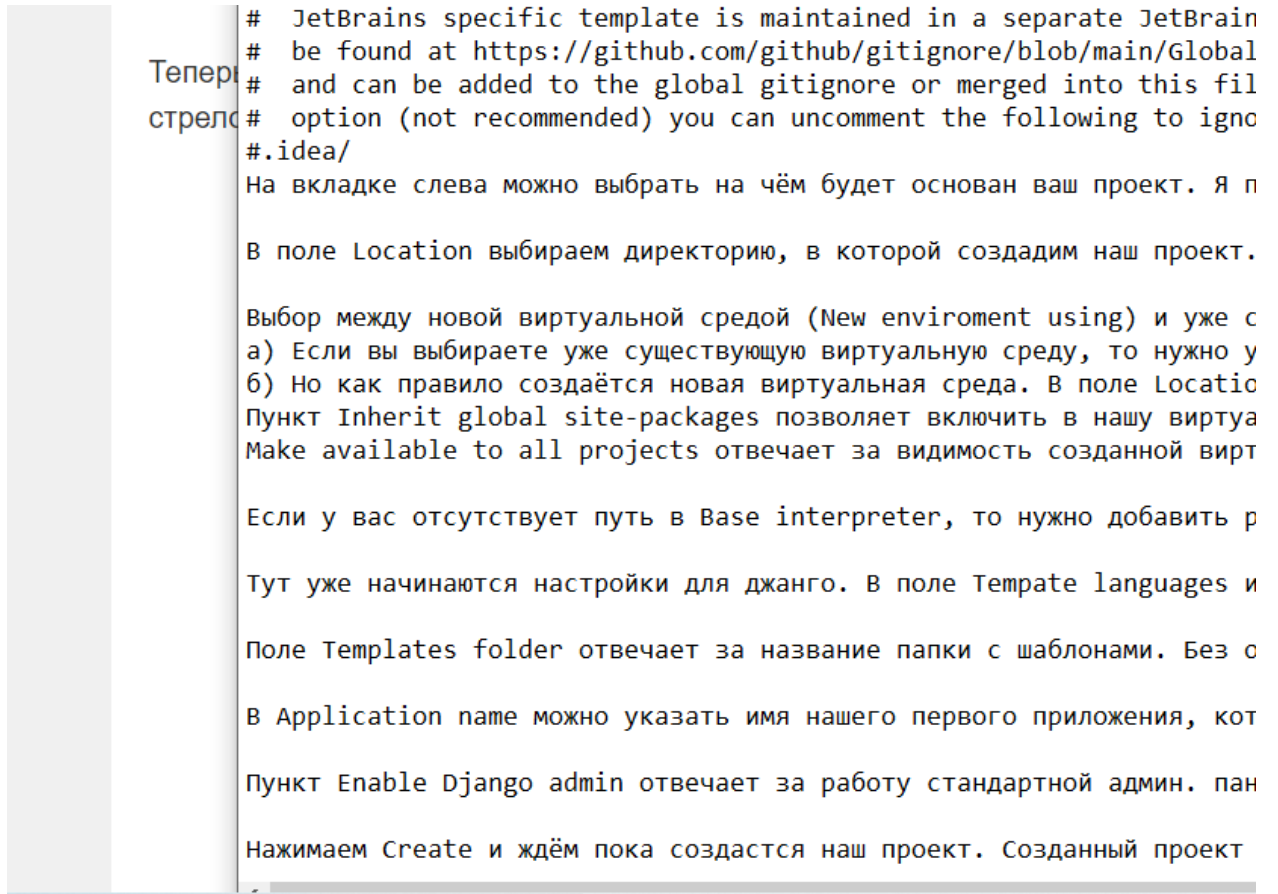 Теперь
стрел
# JetBrains specific template is maintained in a separate JetBrain
# be found at https://github.com/github/gitignore/blob/main/Global
# and can be added to the global gitignore or merged into this fil
# option (not recommended) you can uncomment the following to igno
#.idea/
На вкладке слева можно выбрать на чём будет основан ваш проект. Я п
В поле Location выбираем директорию, в которой создадим наш проект.
Выбор между новой виртуальной средой (New enviroment using) и уже с
а) Если вы выбираете уже существующую виртуальную среду, то нужно у
б) Но как правило создаётся новая виртуальная среда. В поле Locatio
Пункт Inherit global site-packages позволяет включить в нашу виртуа
Make available to all projects отвечает за видимость созданной вирт
Если у вас отсутствует путь в Base interpreter, то нужно добавить р
Тут уже начинаются настройки для джанго. В поле Tempate languages и
Поле Templates folder отвечает за название папки с шаблонами. Без о
В Application name можно указать имя нашего первого приложения, кот
Пункт Enable Django admin отвечает за работу стандартной админ. пан
Нажимаем Create и ждём пока создастся наш проект. Созданный проект